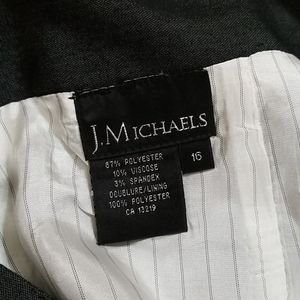 J.MICHAELS
16
87% POLYESTER
10% VISCOSE
3% SPANDEX
DOUBLURE/LINING
100% POLYESTER
CA 13219